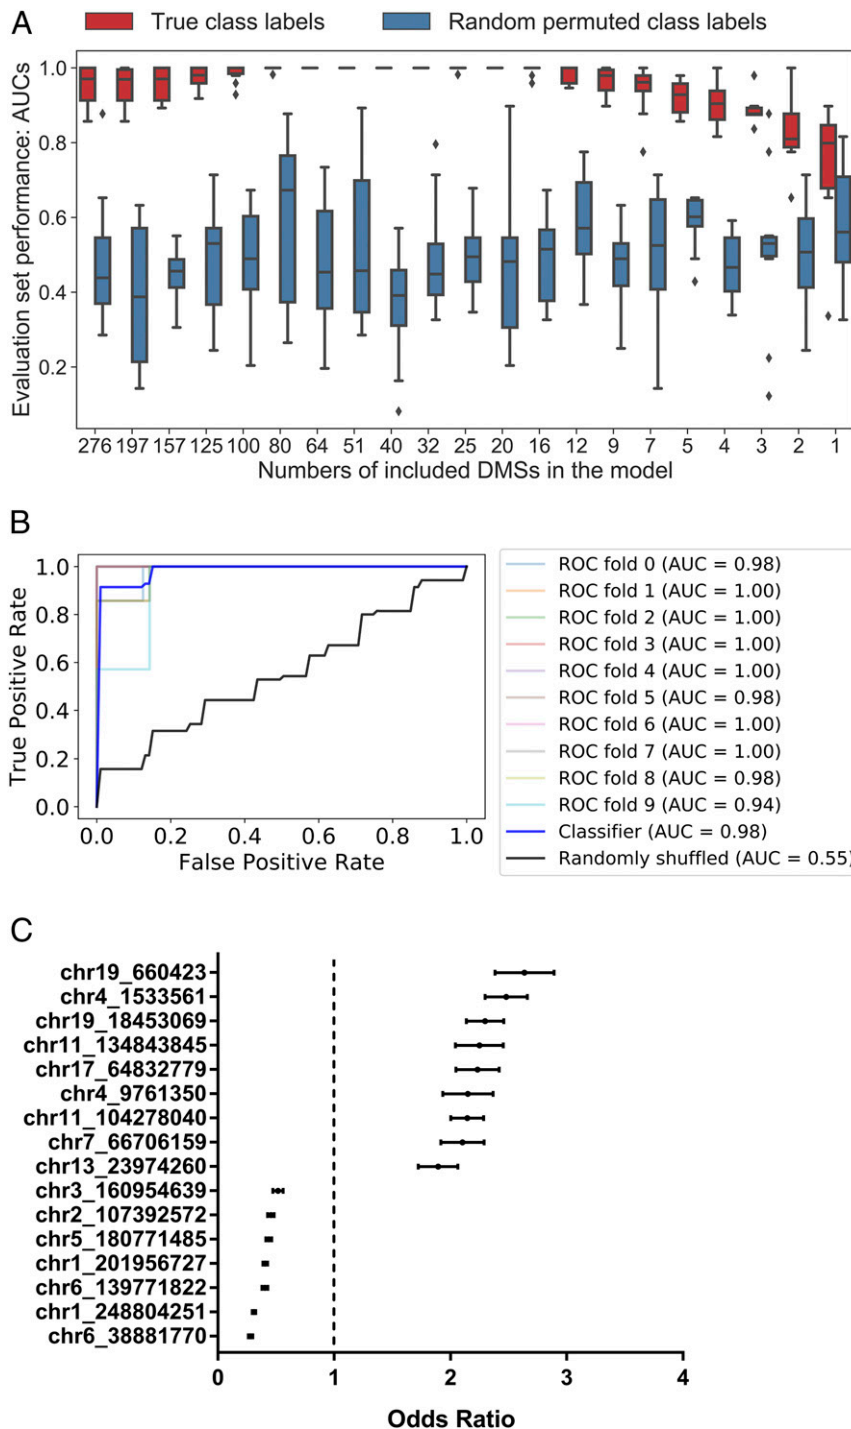 A
True class labels
Random permuted class labels
Evaluation set performance: AUCs
1.0
0.8
0.6
0.4
0.2
276 197 157 125 100 80 64 51 40 32 25 20 16 12 9 7 5 4 3 2 1
Numbers of included DMSs in the model
B
True Positive Rate
1.0
0.8
0.6
0.4
0.2
0.0
0.0 0.2 0.4 0.6 0.8 1.0
False Positive Rate
ROC fold 0 (AUC = 0.98)
ROC fold 1 (AUC = 1.00)
ROC fold 2 (AUC = 1.00)
ROC fold 3 (AUC = 1.00)
ROC fold 4 (AUC = 1.00)
ROC fold 5 (AUC = 0.98)
ROC fold 6 (AUC = 1.00)
ROC fold 7 (AUC = 1.00)
ROC fold 8 (AUC = 0.98)
ROC fold 9 (AUC = 0.94)
Classifier (AUC = 0.98)
Randomly shuffled (AUC = 0.55)
C
chr19_660423
chr4_1533561
chr19_18453069
chr11_134843845
chr17_64832779
chr4_9761350
chr11_104278040
chr7_66706159
chr13_23974260
chr3_160954639
chr2_107392572
chr5_180771485
chr1_201956727
chr6_139771822
chr1_248804251
chr6_38881770
0 1 2 3 4
Odds Ratio